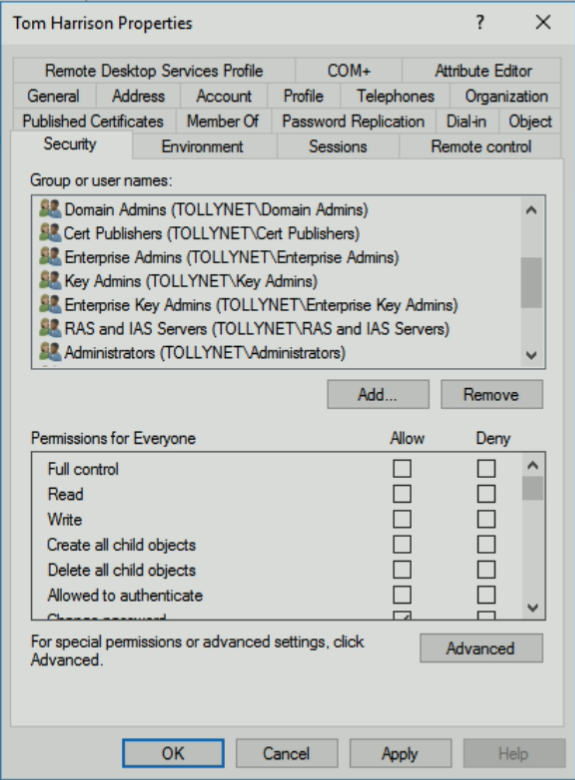 Tom Harrison Properties ?
Remote Desktop Services Profile COM+ Attribute Editor
General Address Account Profile Telephones Organization
Published Certificates Member Of Password Replication Dial-in Object
Security Environment Sessions Remote control
Group or user names:
Domain Admins (TOLLYNET\Domain Admins)
Cert Publishers (TOLLYNET\Cert Publishers)
Enterprise Admins (TOLLYNET\Enterprise Admins)
Key Admins (TOLLYNET\Key Admins)
Enterprise Key Admins (TOLLYNET\Enterprise Key Admins)
RAS and IAS Servers (TOLLYNET\RAS and IAS Servers)
Administrators (TOLLYNET\Administrators)
Add... Remove
Permissions for Everyone Allow Deny
Full control
Read
Write
Create all child objects
Delete all child objects
Allowed to authenticate
Change password
For special permissions or advanced settings, click
Advanced.
Advanced
OK Cancel Apply Help